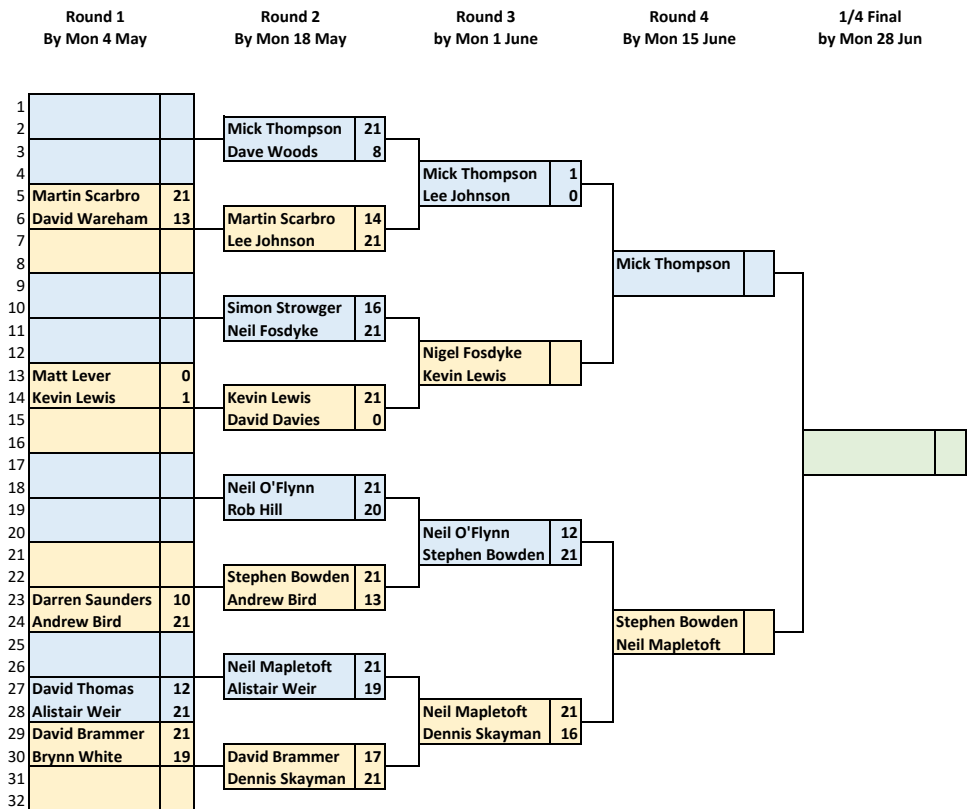 Round 1 Round 2 Round 3 Round 4 1/4 Final
By Mon 4 May By Mon 18 May by Mon 1 June By Mon 15 June by Mon 28 Jun
1
2 Mick Thompson 21
3 Dave Woods 8
4 Mick Thompson 1
5 Martin Scarbro 21 Lee Johnson 0
6 David Wareham 13 Martin Scarbro 14
7 Lee Johnson 21
8 Mick Thompson
9
10 Simon Strowger 16
11 Neil Fosdyke 21
12 Nigel Fosdyke
13 Matt Lever 0 Kevin Lewis
14 Kevin Lewis 1 Kevin Lewis 21
15 David Davies 0
16
17
18 Neil O'Flynn 21
19 Rob Hill 20
20 Neil O'Flynn 12
21 Stephen Bowden 21
22 Stephen Bowden 21
23 Darren Saunders 10 Andrew Bird 13
24 Andrew Bird 21 Stephen Bowden
25 Neil Mapletoft
26 Neil Mapletoft 21
27 David Thomas 12 Alistair Weir 19
28 Alistair Weir 21 Neil Mapletoft 21
29 David Brammer 21 Dennis Skayman 16
30 Brynn White 19 David Brammer 17
31 Dennis Skayman 21
32